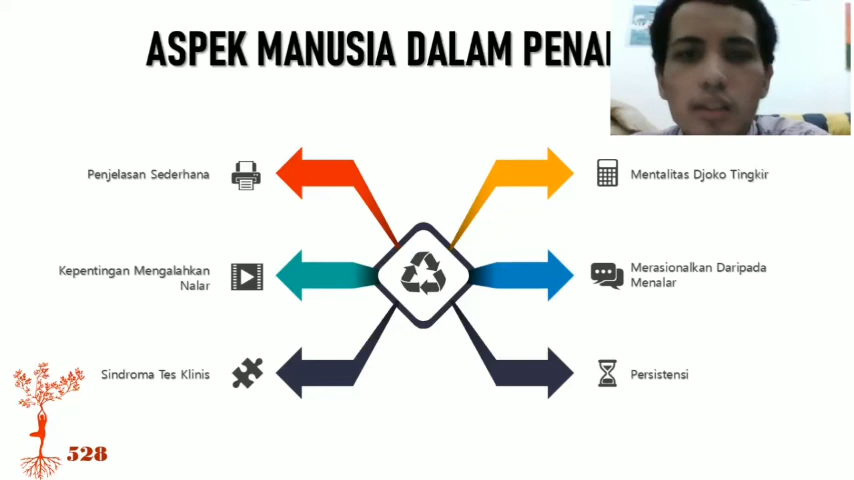 ASPEK MANUSIA DALAM
Penjelasan Sederhana
Mentalitas Djoko Tingkir
Kepentingan Mengalahkan
Nalar
Merasionalkan Daripada
Menalar
Sindroma Tes Klinis
Persistensi
528